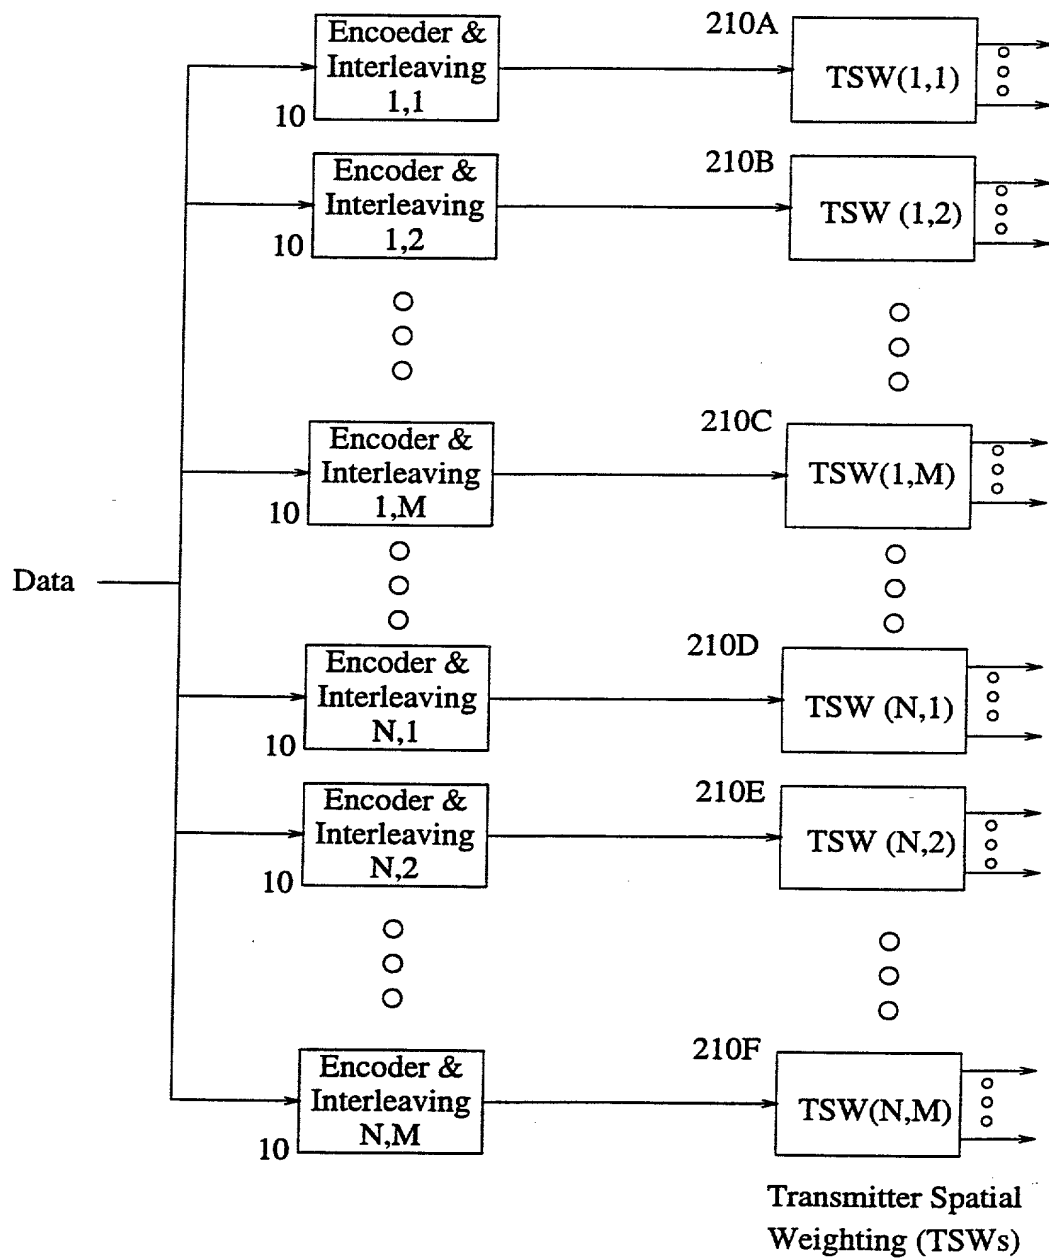 Encoeder &
Interleaving
1,1
10
210A
TSW(1,1)
Encoder &
Interleaving
1,2
10
210B
TSW (1,2)
Encoder &
Interleaving
1,M
10
210C
TSW(1,M)
Data
Encoder &
Interleaving
N,1
10
210D
TSW (N,1)
Encoder &
Interleaving
N,2
10
210E
TSW (N,2)
Encoder &
Interleaving
N,M
10
210F
TSW(N,M)
Transmitter Spatial
Weighting (TSWs)